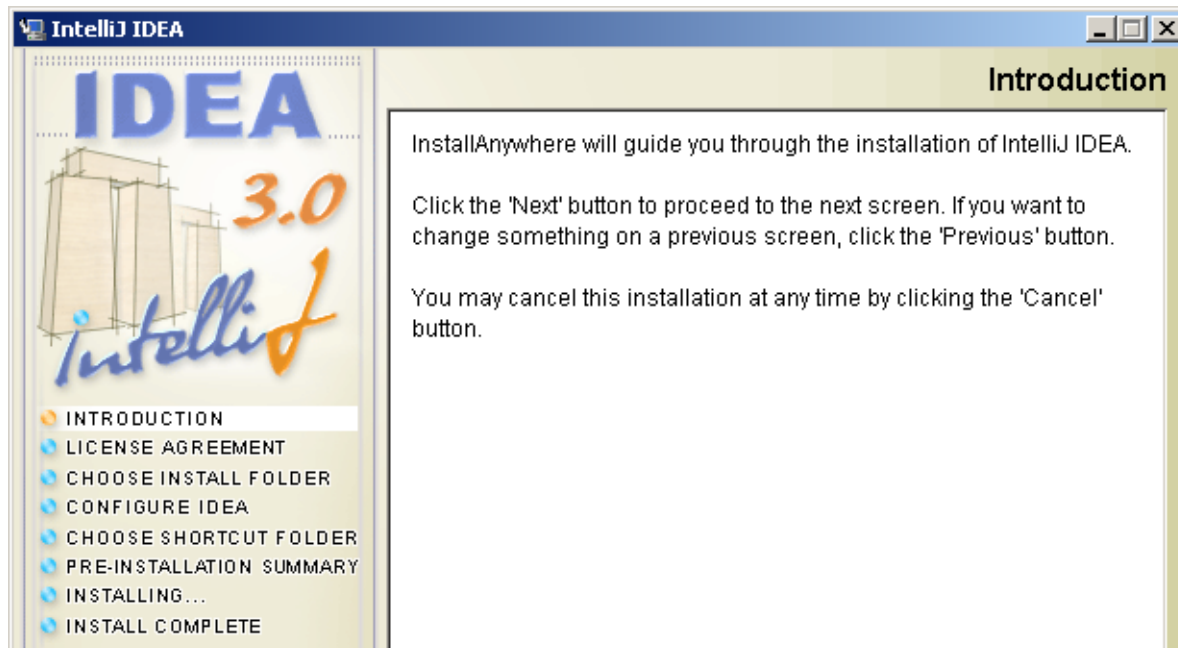 IntelliJ IDEA
IDEA
3.0
IntelliJ
INTRODUCTION
LICENSE AGREEMENT
CHOOSE INSTALL FOLDER
CONFIGURE IDEA
CHOOSE SHORTCUT FOLDER
PRE-INSTALLATION SUMMARY
INSTALLING...
INSTALL COMPLETE
Introduction
InstallAnywhere will guide you through the installation of IntelliJ IDEA.
Click the 'Next' button to proceed to the next screen. If you want to
change something on a previous screen, click the 'Previous' button.
You may cancel this installation at any time by clicking the 'Cancel'
button.